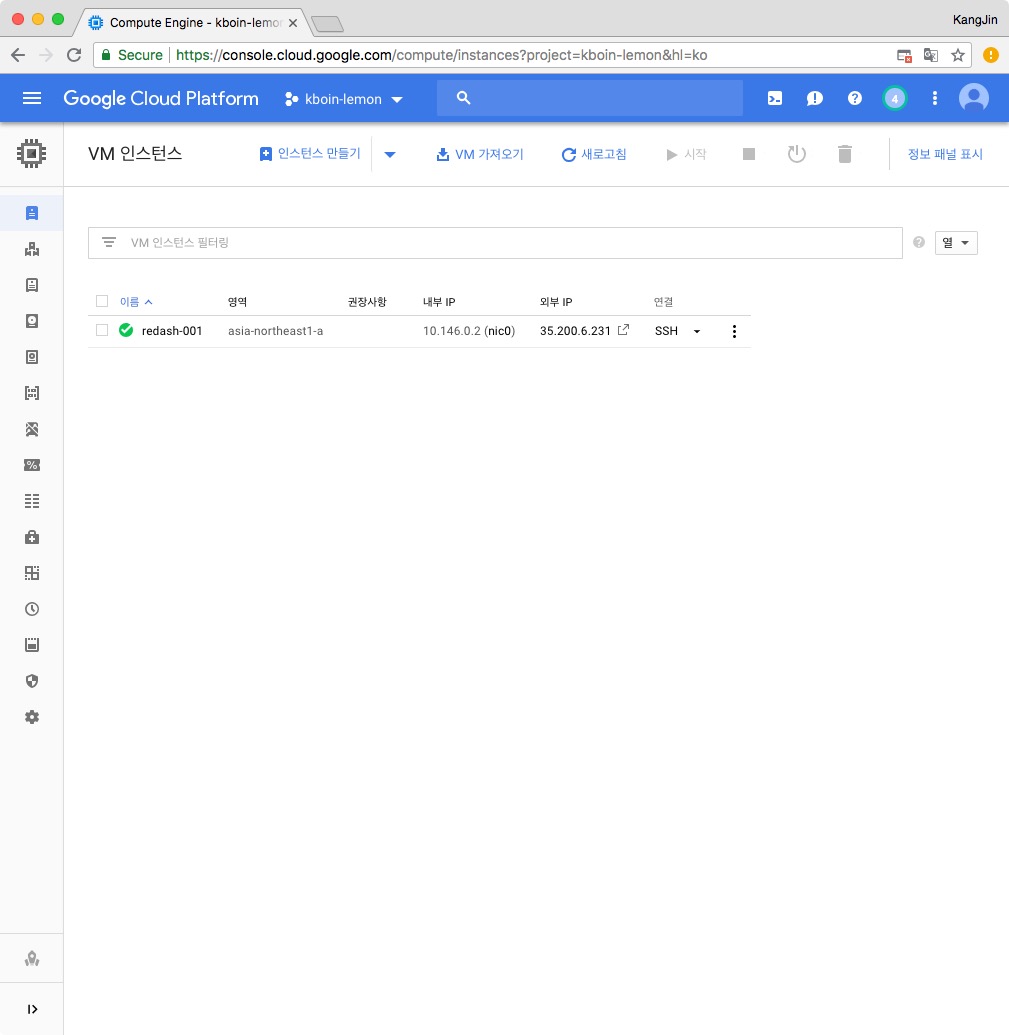 Compute Engine - kboin-lemon
KangJin
Secure https://console.cloud.google.com/compute/instances?project=kboin-lemon&hl=ko
Google Cloud Platform kboin-lemon 4
VM 인스턴스 인스턴스 만들기 VM 가져오기 새로고침 시작 정보 패널 표시
VM 인스턴스 필터링 열
이름 영역 권장사항 내부 IP 외부 IP 연결
redash-001 asia-northeast1-a 10.146.0.2 (nic0) 35.200.6.231 SSH